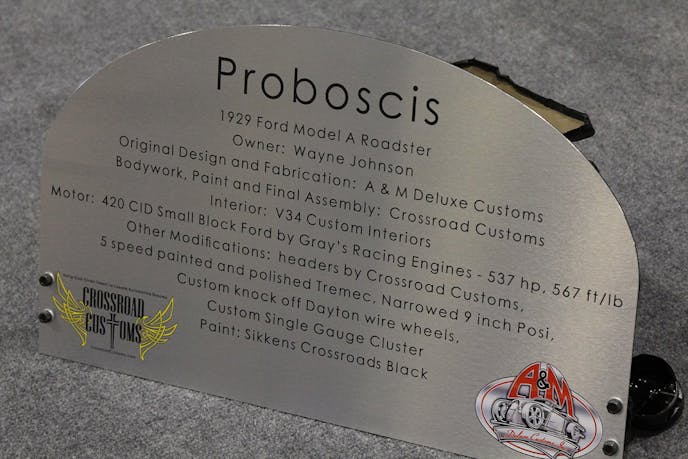 Proboscis
1929 Ford Model A Roadster
Owner: Wayne Johnson
Original Design and Fabrication: A & M Deluxe Customs
Bodywork, Paint and Final Assembly: Crossroad Customs
Interior: V34 Custom Interiors
Motor: 420 CID Small Block Ford by Gray's Racing Engines - 537 hp, 567 ft/lb
Other Modifications: headers by Crossroad Customs,
5 speed painted and polished Tremec, Narrowed 9 inch Posi,
Custom knock off Dayton wire wheels,
Custom Single Gauge Cluster
Paint: Sikkens Crossroads Black
CROSSROAD
CUSTOMS
A&M